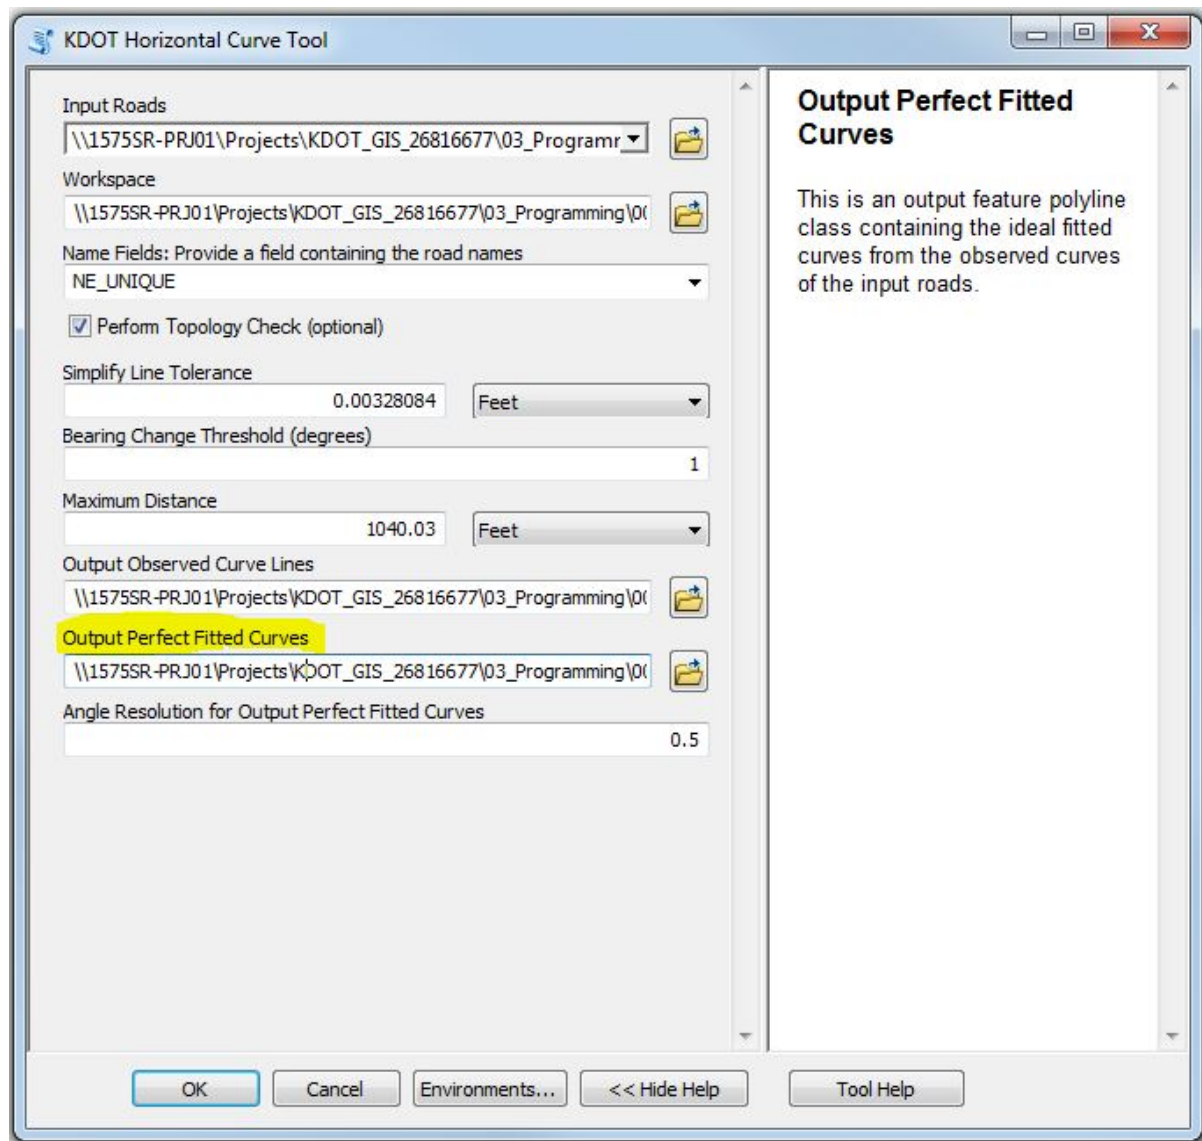 KDOT Horizontal Curve Tool
Input Roads
\\1575SR-PRJ01\Projects\KDOT_GIS_26816677\03_Programr
Workspace
\\1575SR-PRJ01\Projects\KDOT_GIS_26816677\03_Programming\0(
Name Fields: Provide a field containing the road names
NE_UNIQUE
Perform Topology Check (optional)
Simplify Line Tolerance
0.00328084
Feet
Bearing Change Threshold (degrees)
1
Maximum Distance
1040.03
Feet
Output Observed Curve Lines
\\1575SR-PRJ01\Projects\KDOT_GIS_26816677\03_Programming\0(
Output Perfect Fitted Curves
\\1575SR-PRJ01\Projects\KDOT_GIS_26816677\03_Programming\0(
Angle Resolution for Output Perfect Fitted Curves
0.5
OK
Cancel
Environments...
<< Hide Help
Tool Help
Output Perfect Fitted
Curves
This is an output feature polyline
class containing the ideal fitted
curves from the observed curves
of the input roads.